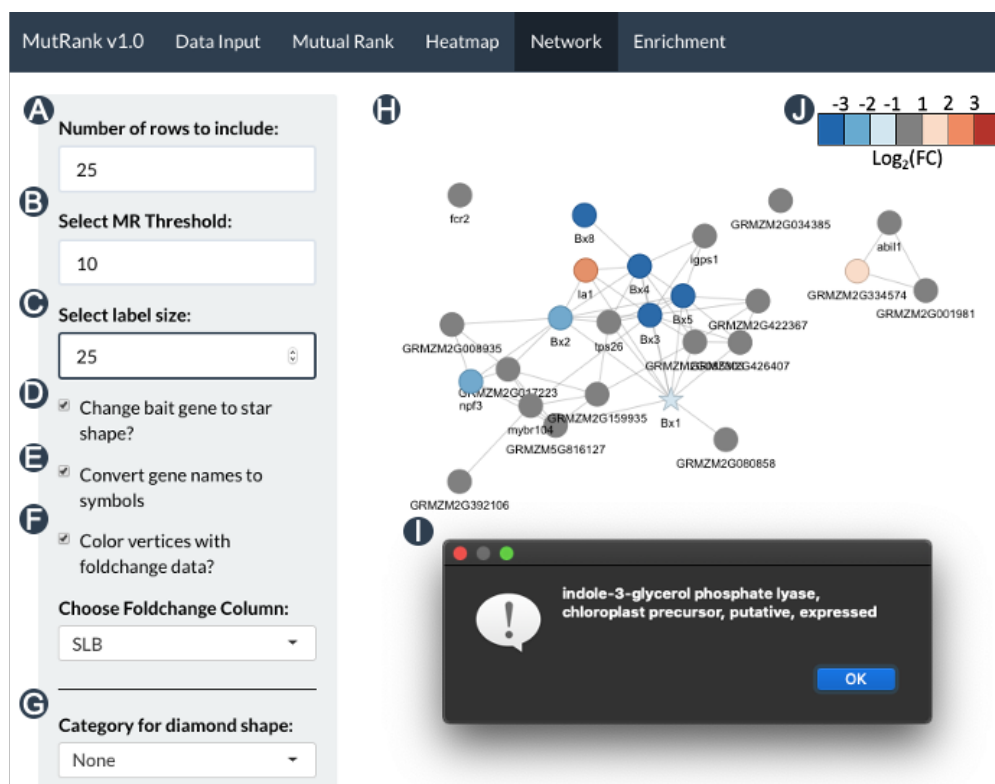 MutRank v1.0 Data Input Mutual Rank Heatmap Network Enrichment
A
Number of rows to include:
25
B
Select MR Threshold:
10
C
Select label size:
25
D
Change bait gene to star
shape?
E
Convert gene names to
symbols
F
Color vertices with
foldchange data?
Choose Foldchange Column:
SLB
G
Category for diamond shape:
None
H
J
-3 -2 -1 1 2 3
Log2(FC)
fcr2
Bx8
GRMZM2G034385
igps1
abil1
la1
Bx4
GRMZM2G334574
Bx5
GRMZM2G001981
GRMZM2G422367
Bx2
tps26
Bx3
GRMZM2G008935
GRMZM2G426407
GRMZM2G017223
npf3
GRMZM2G159935
Bx1
mybr104
GRMZM5G816127
GRMZM2G080858
GRMZM2G392106
I
indole-3-glycerol phosphate lyase,
chloroplast precursor, putative, expressed
OK